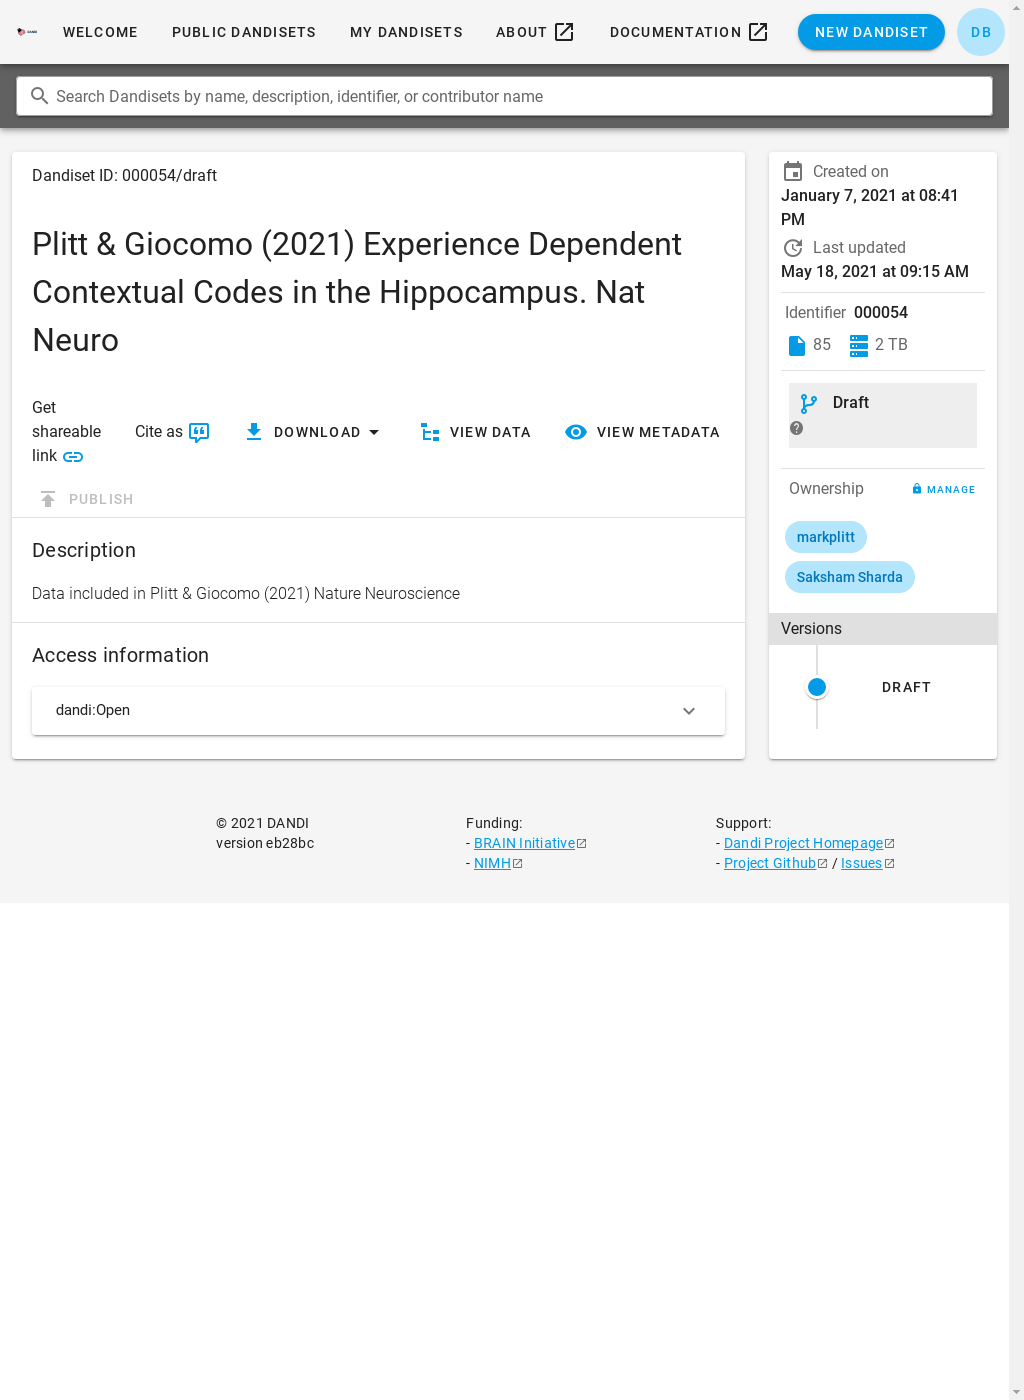 WELCOME PUBLIC DANDISETS MY DANDISETS ABOUT DOCUMENTATION NEW DANDISET DB
Search Dandisets by name, description, identifier, or contributor name
Dandiset ID: 000054/draft
Plitt & Giocomo (2021) Experience Dependent
Contextual Codes in the Hippocampus. Nat
Neuro
Get
shareable
link
Cite as
DOWNLOAD
VIEW DATA
VIEW METADATA
PUBLISH
Description
Data included in Plitt & Giocomo (2021) Nature Neuroscience
Access information
dandi:Open
Created on
January 7, 2021 at 08:41
PM
Last updated
May 18, 2021 at 09:15 AM
Identifier 000054
85 2 TB
Draft
Ownership MANAGE
markplitt
Saksham Sharda
Versions
DRAFT
© 2021 DANDI
version eb28bc
Funding:
- BRAIN Initiative
- NIMH
Support:
- Dandi Project Homepage
- Project Github / Issues